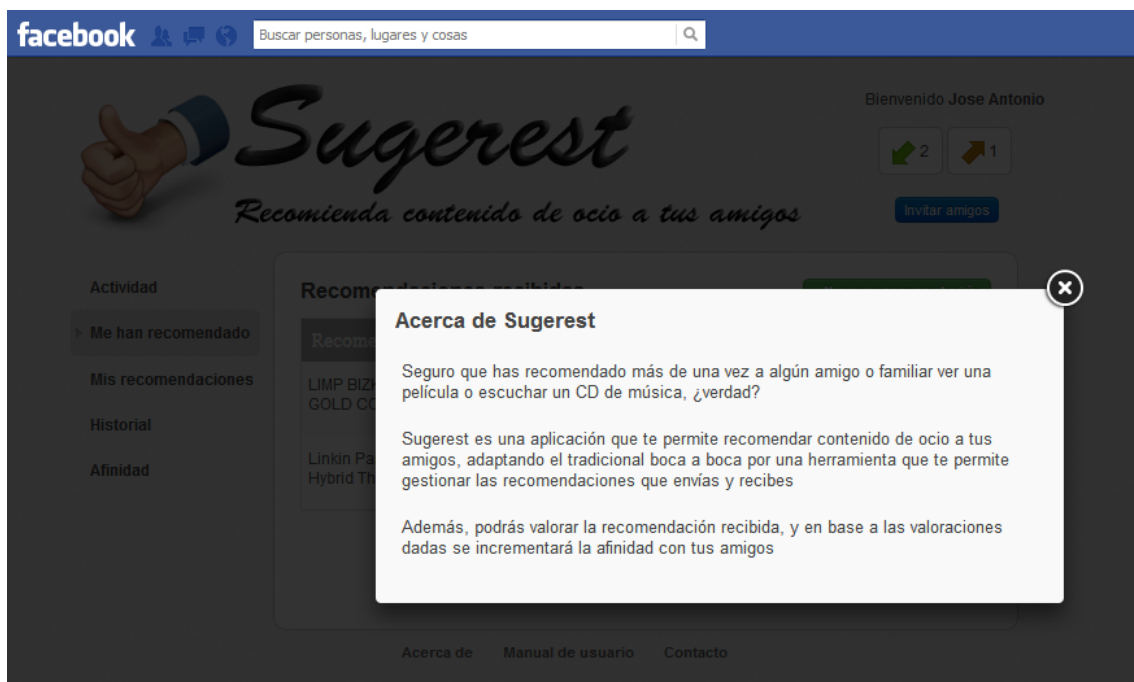 facebook
Buscar personas, lugares y cosas
Bienvenido Jose Antonio
Sugerest
2
1
Recomienda contenido de ocio a tus amigos
Invitar amigos
Actividad
Me han recomendado
Mis recomendaciones
Historial
Afinidad
Acerca de Sugerest
Seguro que has recomendado más de una vez a algún amigo o familiar ver una
película o escuchar un CD de música, ¿verdad?
Sugerest es una aplicación que te permite recomendar contenido de ocio a tus
amigos, adaptando el tradicional boca a boca por una herramienta que te permite
gestionar las recomendaciones que envías y recibes
Además, podrás valorar la recomendación recibida, y en base a las valoraciones
dadas se incrementará la afinidad con tus amigos
Recomendaciones recibidas
Recome
LIMP BIZK
GOLD CO
Linkin Pa
Hybrid Th
Acerca de Manual de usuario Contacto